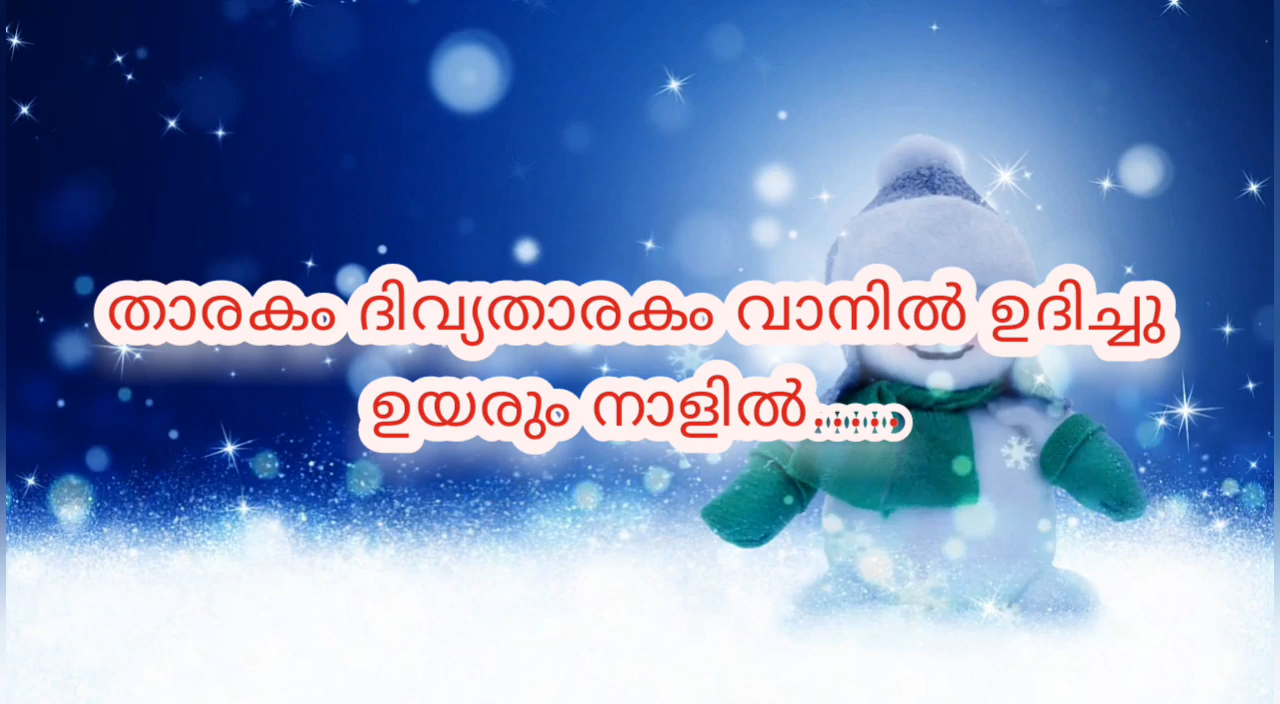 താരകം ദിവ്യതാരകം വാനിൽ ഉദിച്ചു
ഉയരും നാളിൽ.......